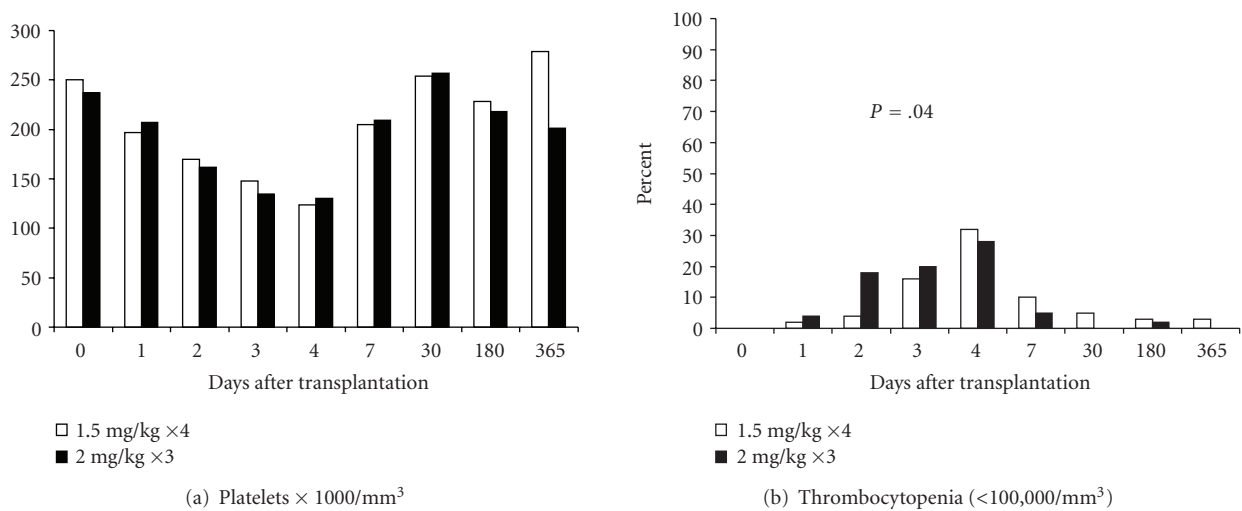 300
250
200
150
100
50
0
0 1 2 3 4 7 30 180 365
Days after transplantation
1.5 mg/kg ×4
2 mg/kg ×3
(a) Platelets × 1000/mm³
100
90
80
70
60
50
40
30
20
10
0
Percent
P = .04
0 1 2 3 4 7 30 180 365
Days after transplantation
1.5 mg/kg ×4
2 mg/kg ×3
(b) Thrombocytopenia (<100,000/mm³)